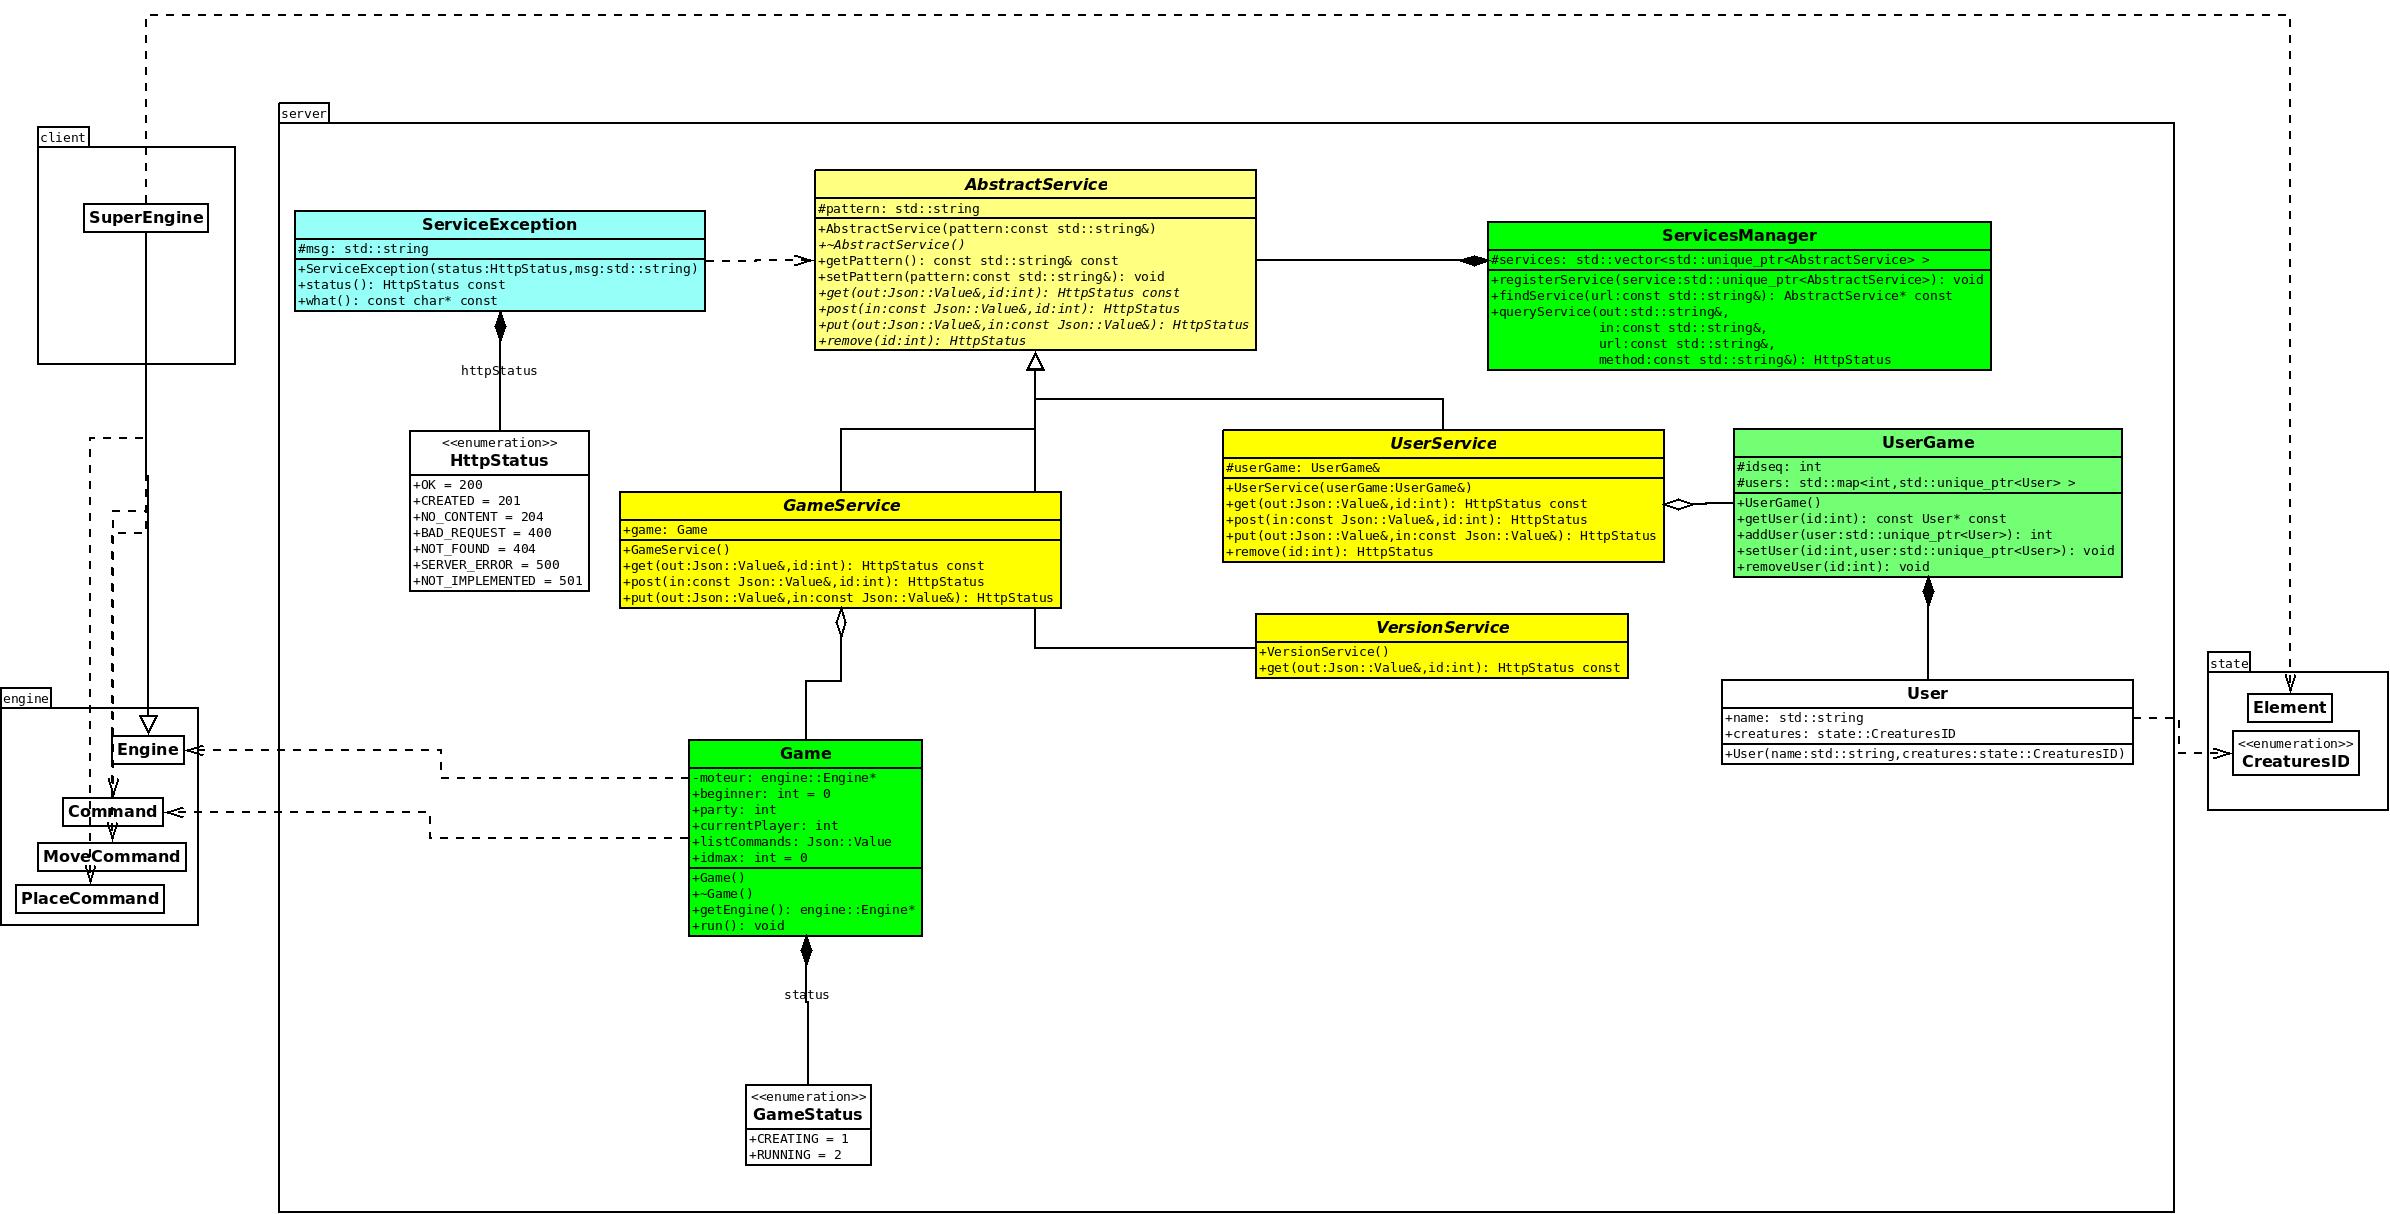 server
client
SuperEngine
AbstractService
#pattern: std::string
+AbstractService(pattern:const std::string&)
+~AbstractService()
+getPattern(): const std::string& const
+setPattern(pattern:const std::string&): void
+get(out:Json::Value&,id:int): HttpStatus const
+post(in:const Json::Value&,id:int): HttpStatus
+put(out:Json::Value&,in:const Json::Value&): HttpStatus
+remove(id:int): HttpStatus
ServiceException
#msg: std::string
+ServiceException(status:HttpStatus,msg:std::string)
+status(): HttpStatus const
+what(): const char* const
ServicesManager
#services: std::vector<std::unique_ptr<AbstractService> >
+registerService(service:std::unique_ptr<AbstractService>): void
+findService(url:const std::string&): AbstractService* const
+queryService(out:std::string&,
in:const std::string&,
url:const std::string&,
method:const std::string&): HttpStatus
httpStatus
<<enumeration>>
HttpStatus
+OK = 200
+CREATED = 201
+NO_CONTENT = 204
+BAD_REQUEST = 400
+NOT_FOUND = 404
+SERVER_ERROR = 500
+NOT_IMPLEMENTED = 501
GameService
+game: Game
+GameService()
+get(out:Json::Value&,id:int): HttpStatus const
+post(in:const Json::Value&,id:int): HttpStatus
+put(out:Json::Value&,in:const Json::Value&): HttpStatus
UserService
#userGame: UserGame&
+UserService(userGame:UserGame&)
+get(out:Json::Value&,id:int): HttpStatus const
+post(in:const Json::Value&,id:int): HttpStatus
+put(out:Json::Value&,in:const Json::Value&): HttpStatus
+remove(id:int): HttpStatus
UserGame
#idseq: int
#users: std::map<int,std::unique_ptr<User> >
+UserGame()
+getUser(id:int): const User* const
+addUser(user:std::unique_ptr<User>): int
+setUser(id:int,user:std::unique_ptr<User>): void
+removeUser(id:int): void
VersionService
+VersionService()
+get(out:Json::Value&,id:int): HttpStatus const
User
+name: std::string
+creatures: state::CreaturesID
+User(name:std::string,creatures:state::CreaturesID)
state
Element
<<enumeration>>
CreaturesID
engine
Engine
Command
MoveCommand
PlaceCommand
Game
-moteur: engine::Engine*
+beginner: int = 0
+party: int
+currentPlayer: int
+listCommands: Json::Value
+idmax: int = 0
+Game()
+~Game()
+getEngine(): engine::Engine*
+run(): void
status
<<enumeration>>
GameStatus
+CREATING = 1
+RUNNING = 2